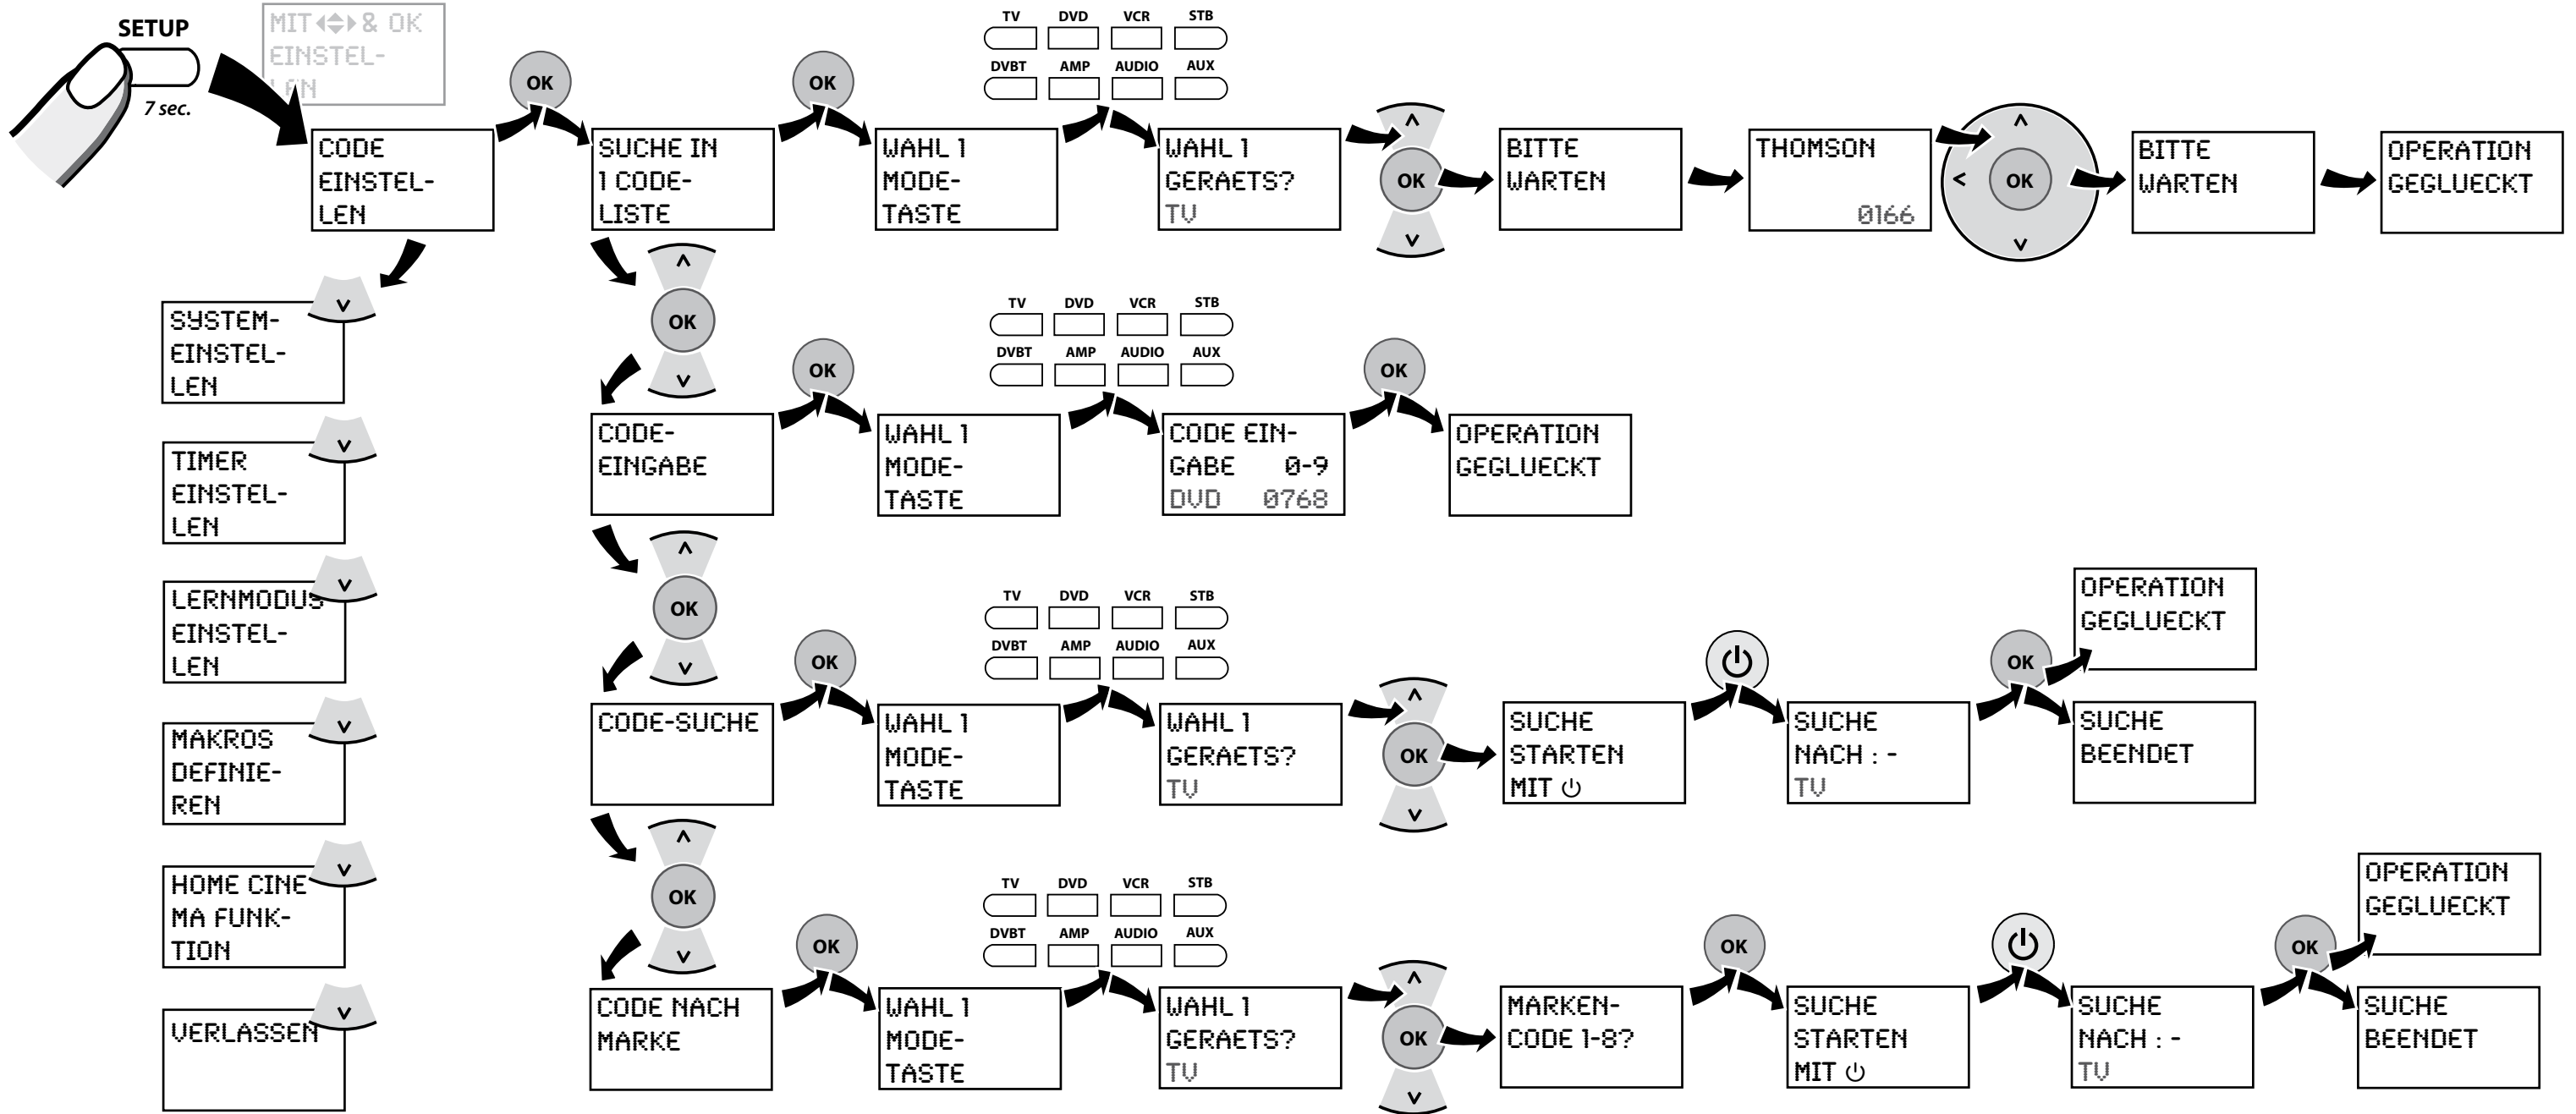 SETUP
7 sec.
MIT & OK
EINSTEL-
LEN
CODE
EINSTEL-
LEN
OK
SUCHE IN
1 CODE-
LISTE
OK
WAHL 1
MODE-
TASTE
TV DVD VCR STB
DVBT AMP AUDIO AUX
WAHL 1
GERAETS?
TV
OK
BITTE
WARTEN
THOMSON
0166
OK
BITTE
WARTEN
OPERATION
GEGLUECKT
SYSTEM-
EINSTEL-
LEN
TIMER
EINSTEL-
LEN
LERNMODUS
EINSTEL-
LEN
MAKROS
DEFINIE-
REN
HOME CINE
MA FUNK-
TION
VERLASSEN
OK
CODE-
EINGABE
OK
WAHL 1
MODE-
TASTE
TV DVD VCR STB
DVBT AMP AUDIO AUX
CODE EIN-
GABE 0-9
DVD 0768
OK
OPERATION
GEGLUECKT
OK
CODE-SUCHE
OK
WAHL 1
MODE-
TASTE
TV DVD VCR STB
DVBT AMP AUDIO AUX
WAHL 1
GERAETS?
TV
OK
SUCHE
STARTEN
MIT ⏻
SUCHE
NACH : -
TV
OK
OPERATION
GEGLUECKT
SUCHE
BEENDET
OK
CODE NACH
MARKE
OK
WAHL 1
MODE-
TASTE
TV DVD VCR STB
DVBT AMP AUDIO AUX
WAHL 1
GERAETS?
TV
OK
MARKEN-
CODE 1-8?
OK
SUCHE
STARTEN
MIT ⏻
SUCHE
NACH : -
TV
OK
OPERATION
GEGLUECKT
SUCHE
BEENDET